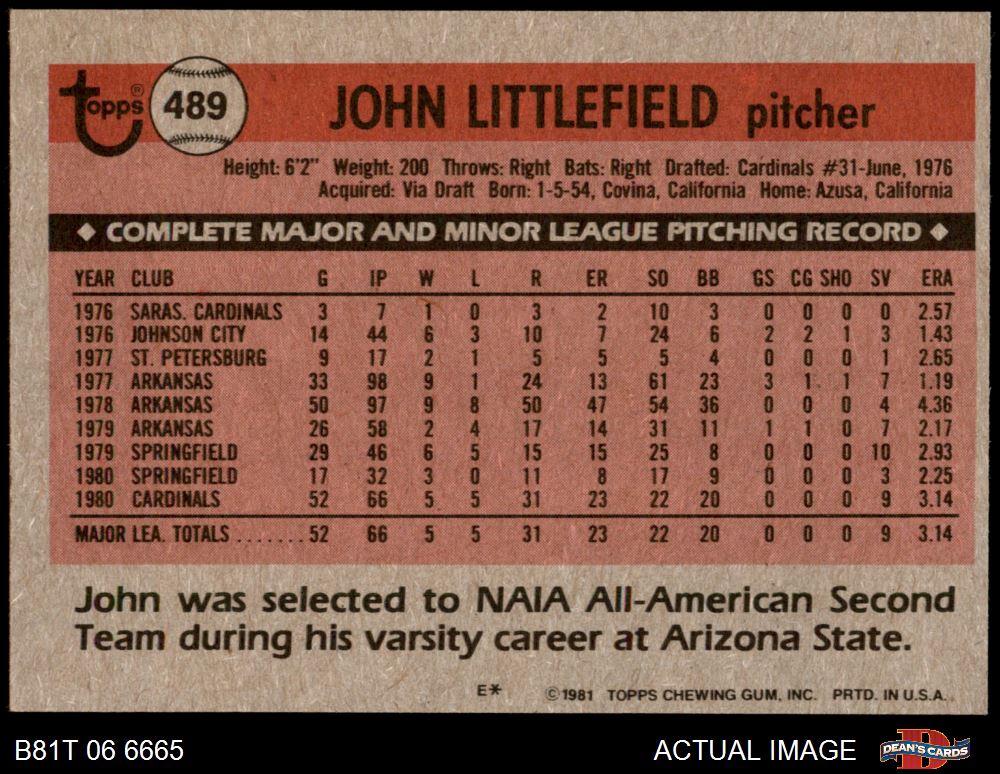 Topps® 489 JOHN LITTLEFIELD pitcher
Height: 6'2" Weight: 200 Throws: Right Bats: Right Drafted: Cardinals #31-June, 1976
Acquired: Via Draft Born: 1-5-54, Covina, California Home: Azusa, California
◆ COMPLETE MAJOR AND MINOR LEAGUE PITCHING RECORD ◆
YEAR CLUB G IP W L R ER SO BB GS CG SHO SV ERA
1976 SARAS. CARDINALS 3 7 1 0 3 2 10 3 0 0 0 0 2.57
1976 JOHNSON CITY 14 44 6 3 10 7 24 6 2 2 1 3 1.43
1977 ST. PETERSBURG 9 17 2 1 5 5 5 4 0 0 0 1 2.65
1977 ARKANSAS 33 98 9 1 24 13 61 23 3 1 1 7 1.19
1978 ARKANSAS 50 97 9 8 50 47 54 36 0 0 0 4 4.36
1979 ARKANSAS 26 58 2 4 17 14 31 11 1 1 0 7 2.17
1979 SPRINGFIELD 29 46 6 5 15 15 25 8 0 0 0 10 2.93
1980 SPRINGFIELD 17 32 3 0 11 8 17 9 0 0 0 3 2.25
1980 CARDINALS 52 66 5 5 31 23 22 20 0 0 0 9 3.14
MAJOR LEA. TOTALS ....... 52 66 5 5 31 23 22 20 0 0 0 9 3.14
John was selected to NAIA All-American Second
Team during his varsity career at Arizona State.
E* ©1981 TOPPS CHEWING GUM, INC. PRTD. IN U.S.A.
B81T 06 6665 ACTUAL IMAGE DEAN'S CARDS